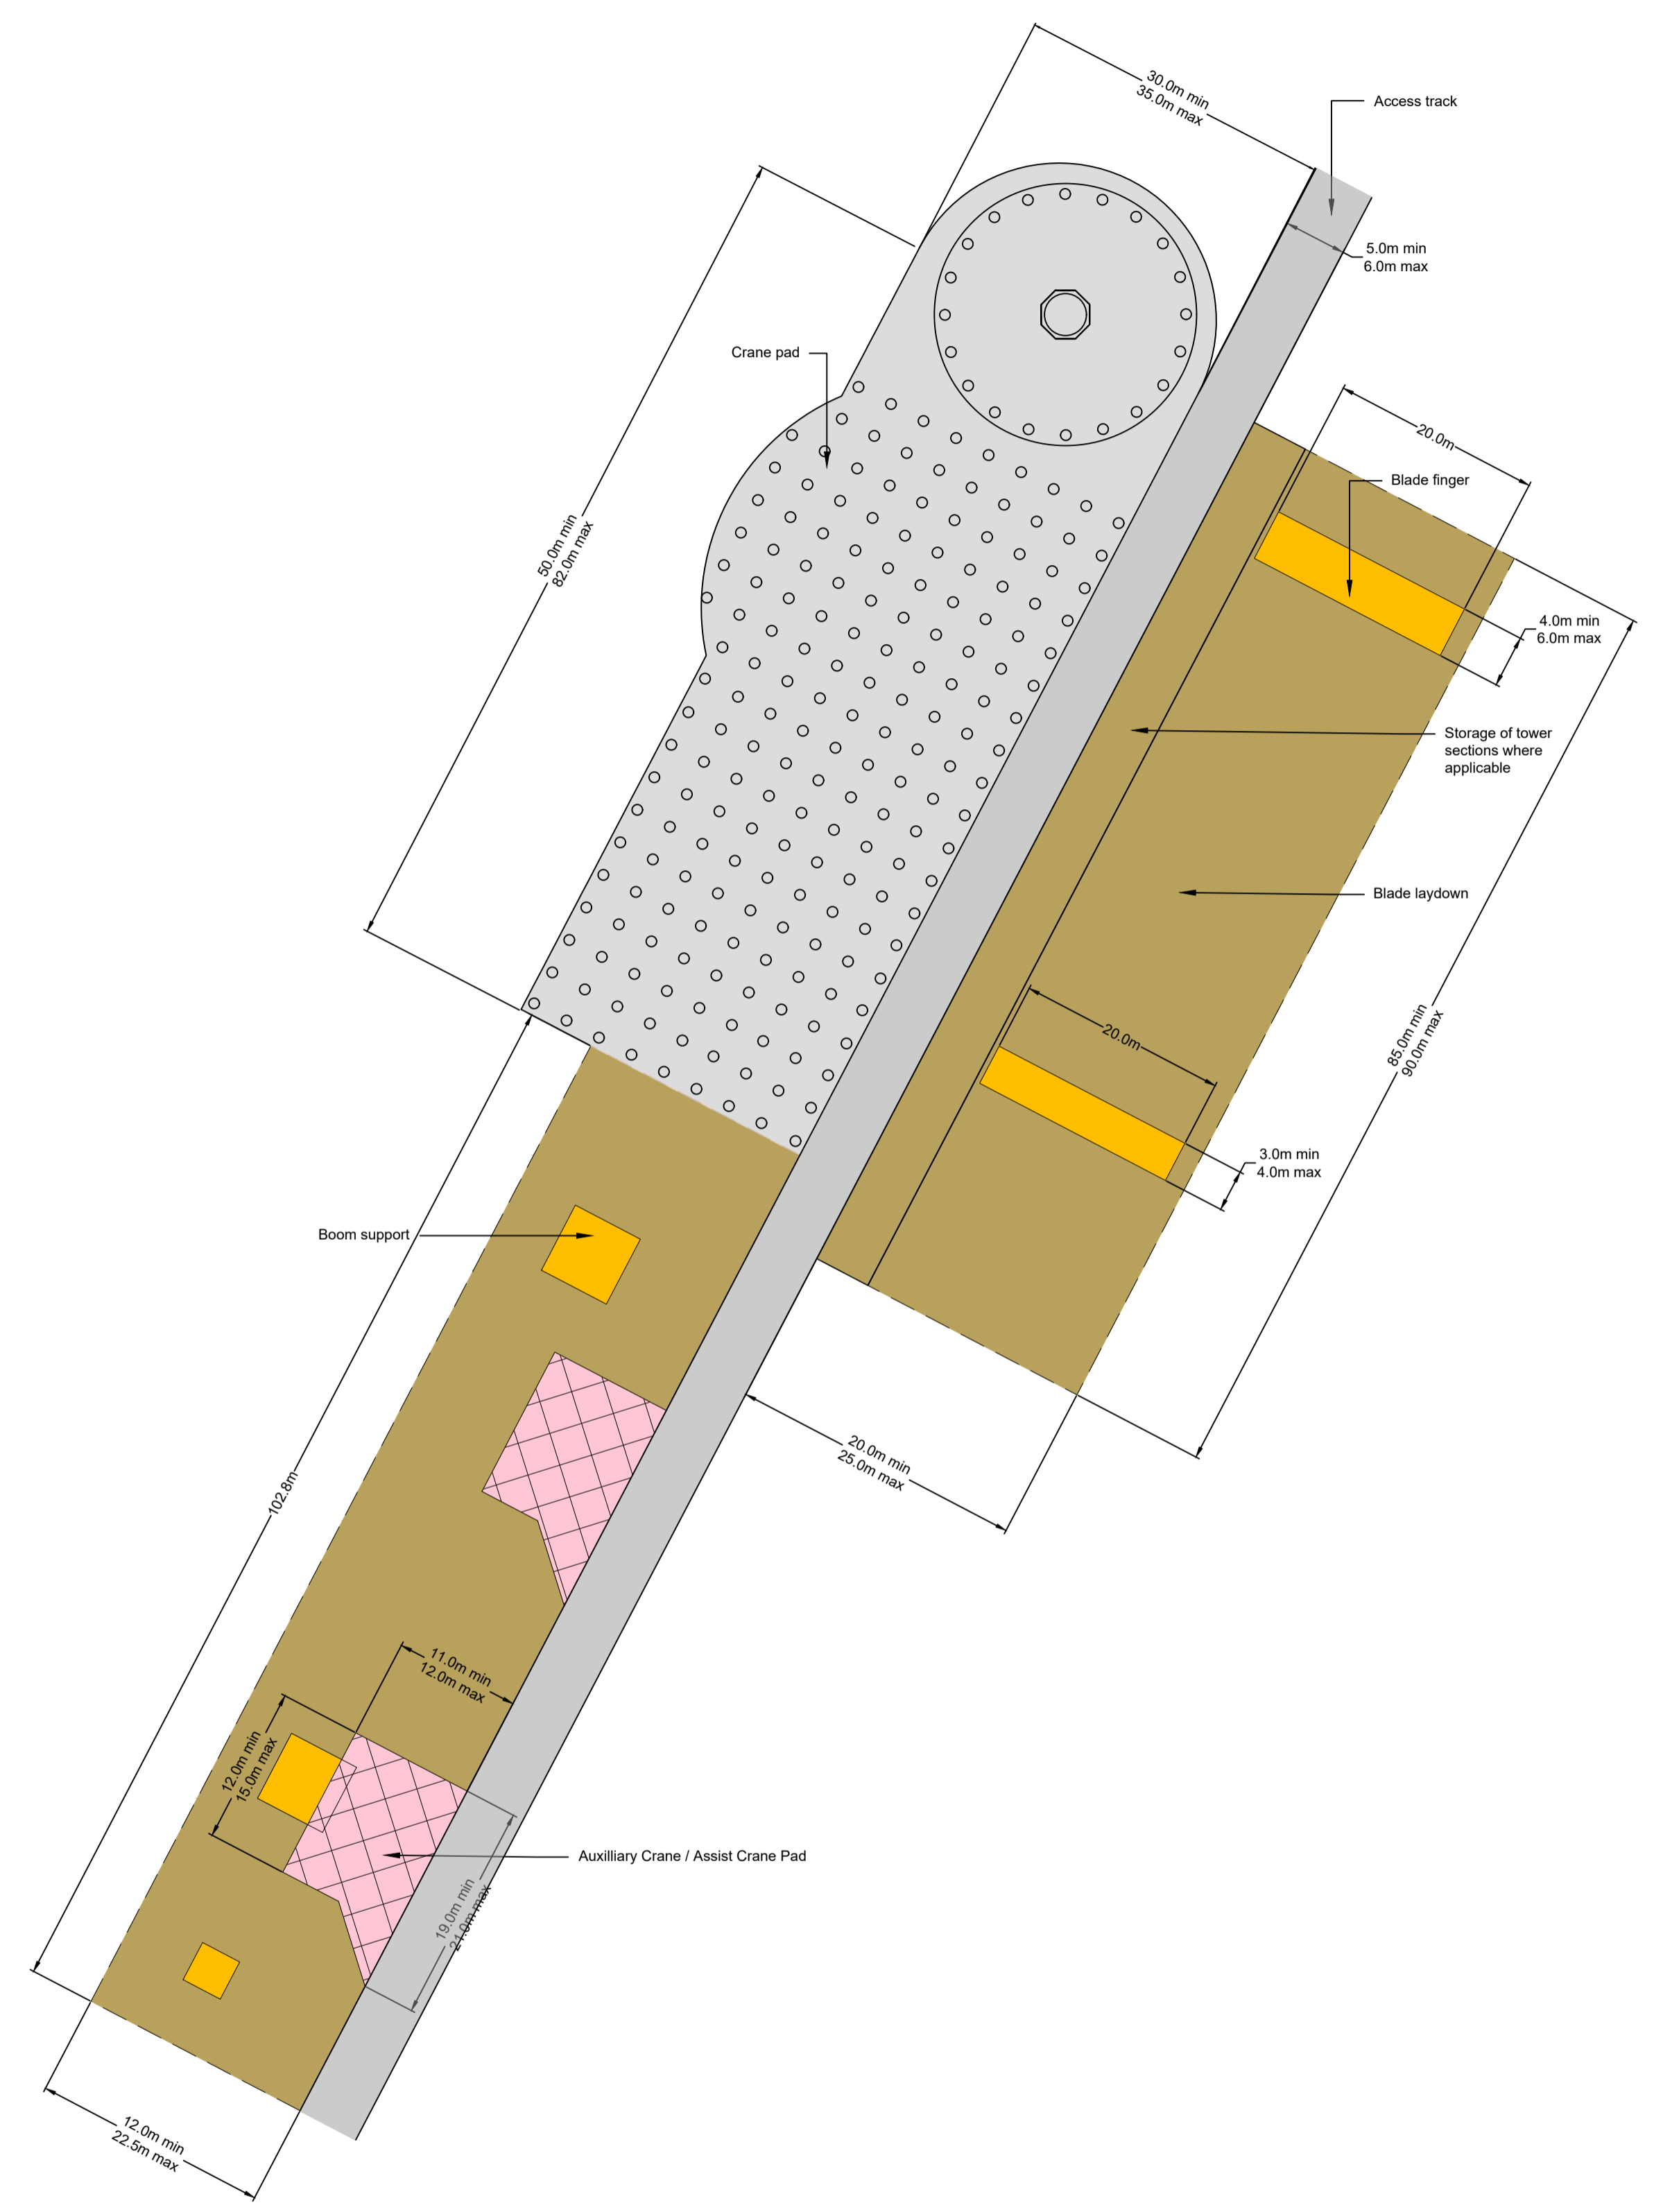 30.0m min
35.0m max
Access track
5.0m min
6.0m max
Crane pad
20.0m
Blade finger
50.0m min
82.0m max
4.0m min
6.0m max
Storage of tower
sections where
applicable
Blade laydown
20.0m
85.0m min
90.0m max
3.0m min
4.0m max
Boom support
20.0m min
25.0m max
102.8m
11.0m min
12.0m max
12.0m min
15.0m max
Auxilliary Crane / Assist Crane Pad
19.0m min
21.0m max
12.0m min
22.5m max